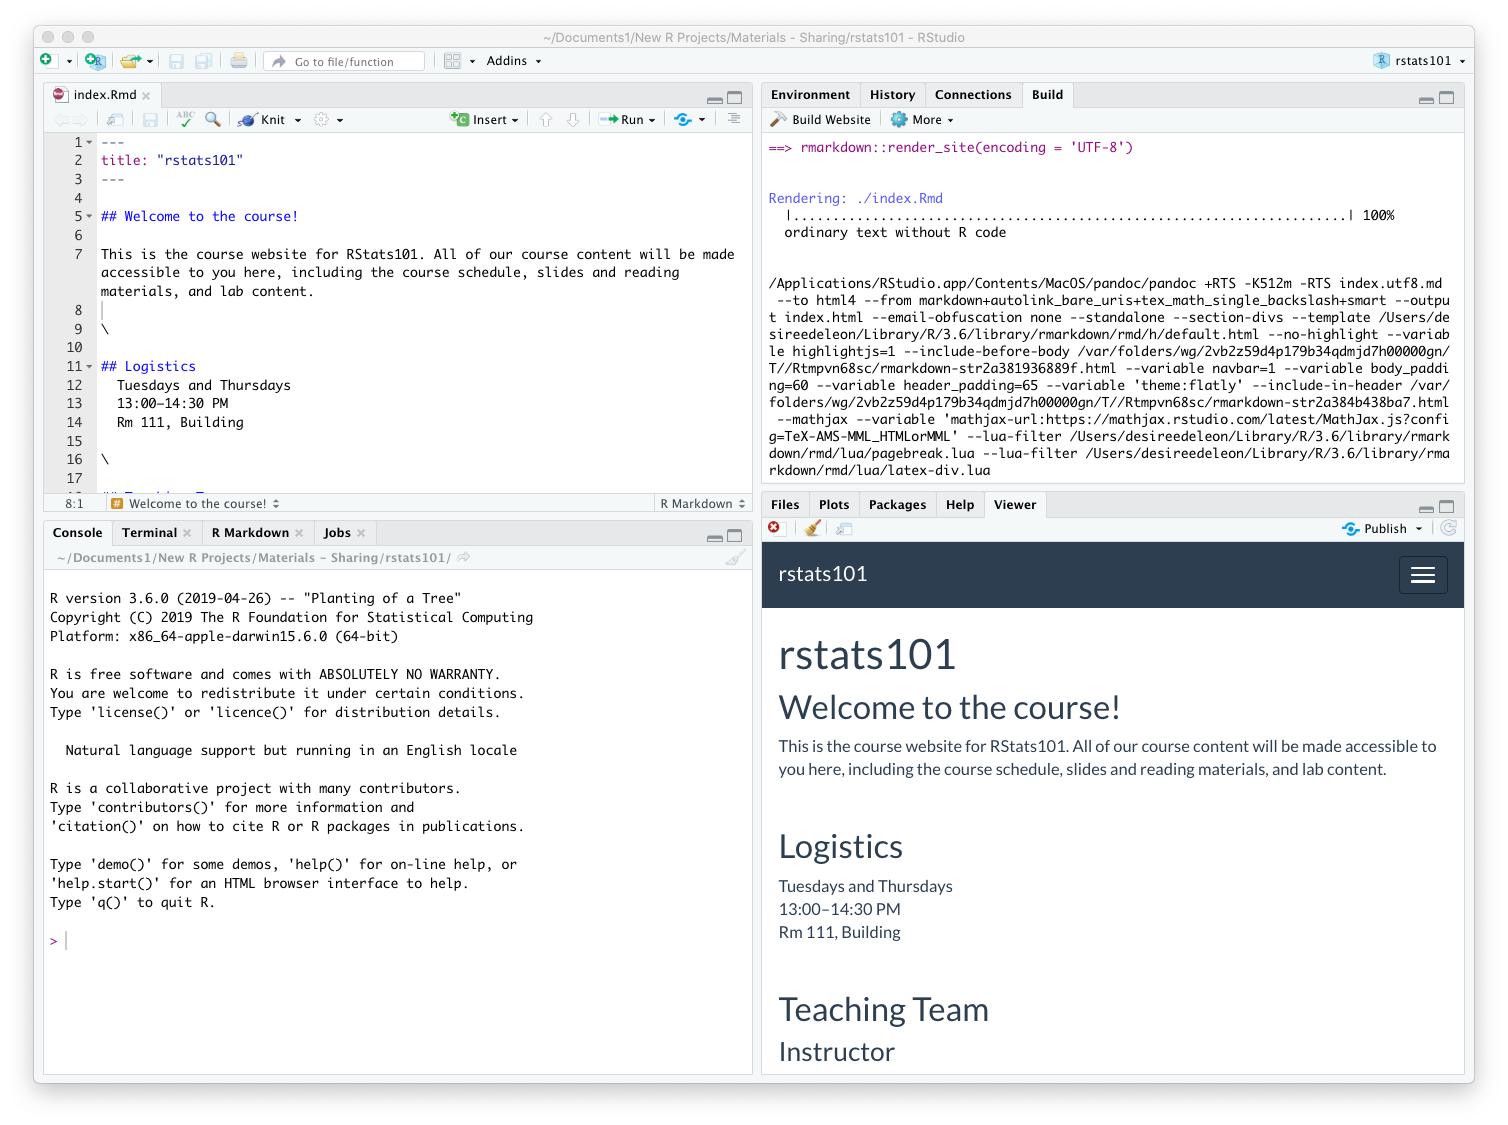 ~/Documents1/New R Projects/Materials - Sharing/rstats101 - RStudio
Go to file/function
Addins
rstats101
index.Rmd
ABC
Knit
Insert
Run
1 ---
2 title: "rstats101"
3 ---
4
5 ## Welcome to the course!
6
7 This is the course website for RStats101. All of our course content will be made
accessible to you here, including the course schedule, slides and reading
materials, and lab content.
8
9 \
10
11 ## Logistics
12 Tuesdays and Thursdays
13 13:00–14:30 PM
14 Rm 111, Building
15
16 \
17
8:1 # Welcome to the course! R Markdown
Console Terminal R Markdown Jobs
~/Documents1/New R Projects/Materials - Sharing/rstats101/
R version 3.6.0 (2019-04-26) -- "Planting of a Tree"
Copyright (C) 2019 The R Foundation for Statistical Computing
Platform: x86_64-apple-darwin15.6.0 (64-bit)
R is free software and comes with ABSOLUTELY NO WARRANTY.
You are welcome to redistribute it under certain conditions.
Type 'license()' or 'licence()' for distribution details.
Natural language support but running in an English locale
R is a collaborative project with many contributors.
Type 'contributors()' for more information and
'citation()' on how to cite R or R packages in publications.
Type 'demo()' for some demos, 'help()' for on-line help, or
'help.start()' for an HTML browser interface to help.
Type 'q()' to quit R.
>
Environment History Connections Build
Build Website More
==> rmarkdown::render_site(encoding = 'UTF-8')
Rendering: ./index.Rmd
|......................................................................| 100%
ordinary text without R code
/Applications/RStudio.app/Contents/MacOS/pandoc/pandoc +RTS -K512m -RTS index.utf8.md
--to html4 --from markdown+autolink_bare_uris+tex_math_single_backslash+smart --outpu
t index.html --email-obfuscation none --standalone --section-divs --template /Users/de
sireedeleon/Library/R/3.6/library/rmarkdown/rmd/h/default.html --no-highlight --variab
le highlightjs=1 --include-before-body /var/folders/wg/2vb2z59d4p179b34qdmjd7h00000gn/
T//Rtmpvn68sc/rmarkdown-str2a381936889f.html --variable navbar=1 --variable body_paddi
ng=60 --variable header_padding=65 --variable 'theme:flatly' --include-in-header /var/
folders/wg/2vb2z59d4p179b34qdmjd7h00000gn/T//Rtmpvn68sc/rmarkdown-str2a384b438ba7.html
--mathjax --variable 'mathjax-url:https://mathjax.rstudio.com/latest/MathJax.js?confi
g=TeX-AMS-MML_HTMLorMML' --lua-filter /Users/desireedeleon/Library/R/3.6/library/rmark
down/rmd/lua/pagebreak.lua --lua-filter /Users/desireedeleon/Library/R/3.6/library/rma
rkdown/rmd/lua/latex-div.lua
Files Plots Packages Help Viewer
Publish
rstats101
rstats101
Welcome to the course!
This is the course website for RStats101. All of our course content will be made accessible to
you here, including the course schedule, slides and reading materials, and lab content.
Logistics
Tuesdays and Thursdays
13:00–14:30 PM
Rm 111, Building
Teaching Team
Instructor